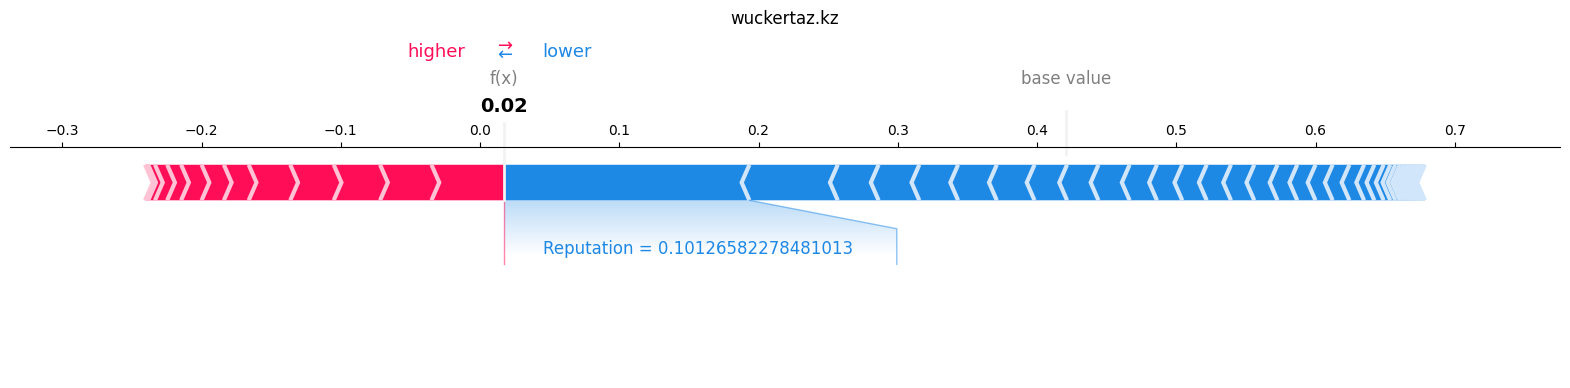 wuckertaz.kz
higher ⇄ lower
f(x) base value
0.02
−0.3 −0.2 −0.1 0.0 0.1 0.2 0.3 0.4 0.5 0.6 0.7
Reputation = 0.10126582278481013